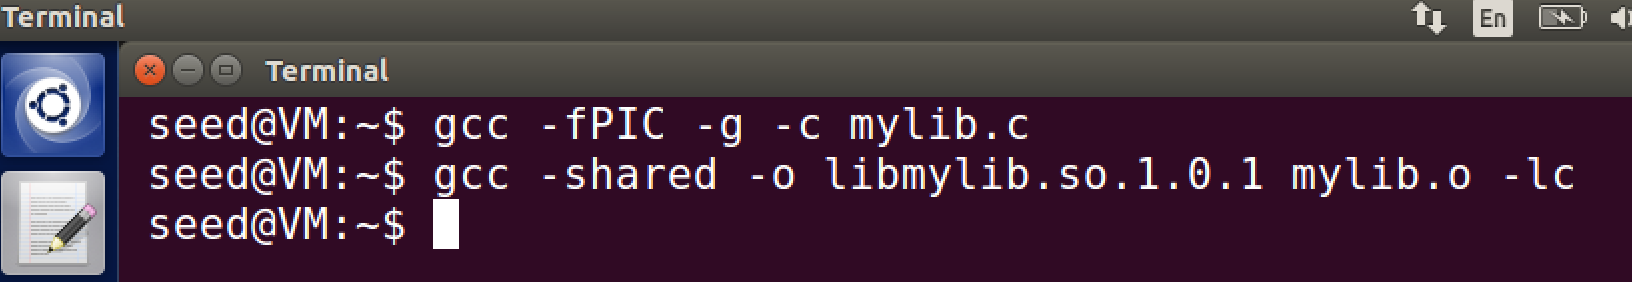 Terminal
En
Terminal
seed@VM:~$ gcc -fPIC -g -c mylib.c
seed@VM:~$ gcc -shared -o libmylib.so.1.0.1 mylib.o -lc
seed@VM:~$